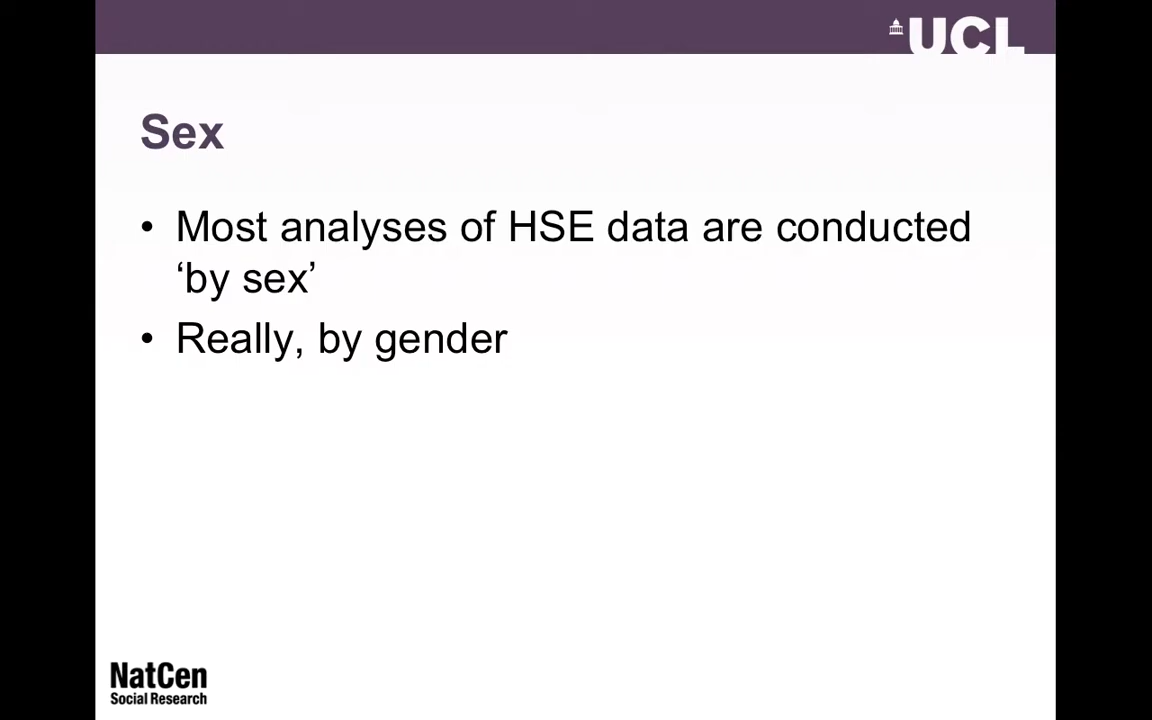 UCL
Sex
• Most analyses of HSE data are conducted
‘by sex’
• Really, by gender
NatCen
Social Research